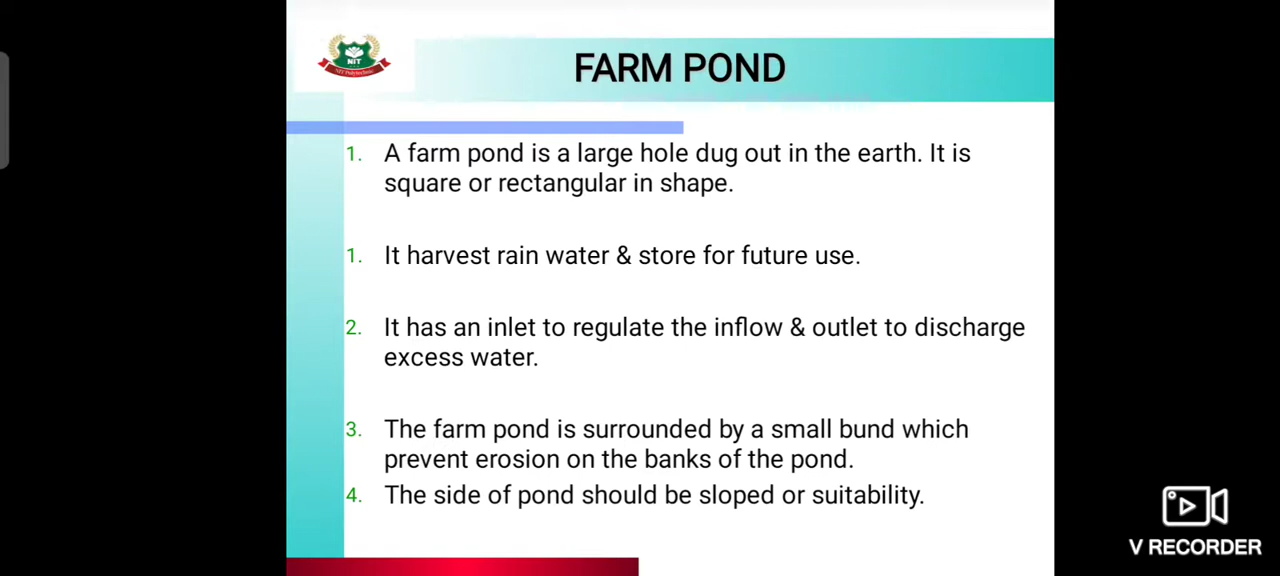 NIT
NIT Polytechnic
FARM POND
1. A farm pond is a large hole dug out in the earth. It is
square or rectangular in shape.
1. It harvest rain water & store for future use.
2. It has an inlet to regulate the inflow & outlet to discharge
excess water.
3. The farm pond is surrounded by a small bund which
prevent erosion on the banks of the pond.
4. The side of pond should be sloped or suitability.
V RECORDER